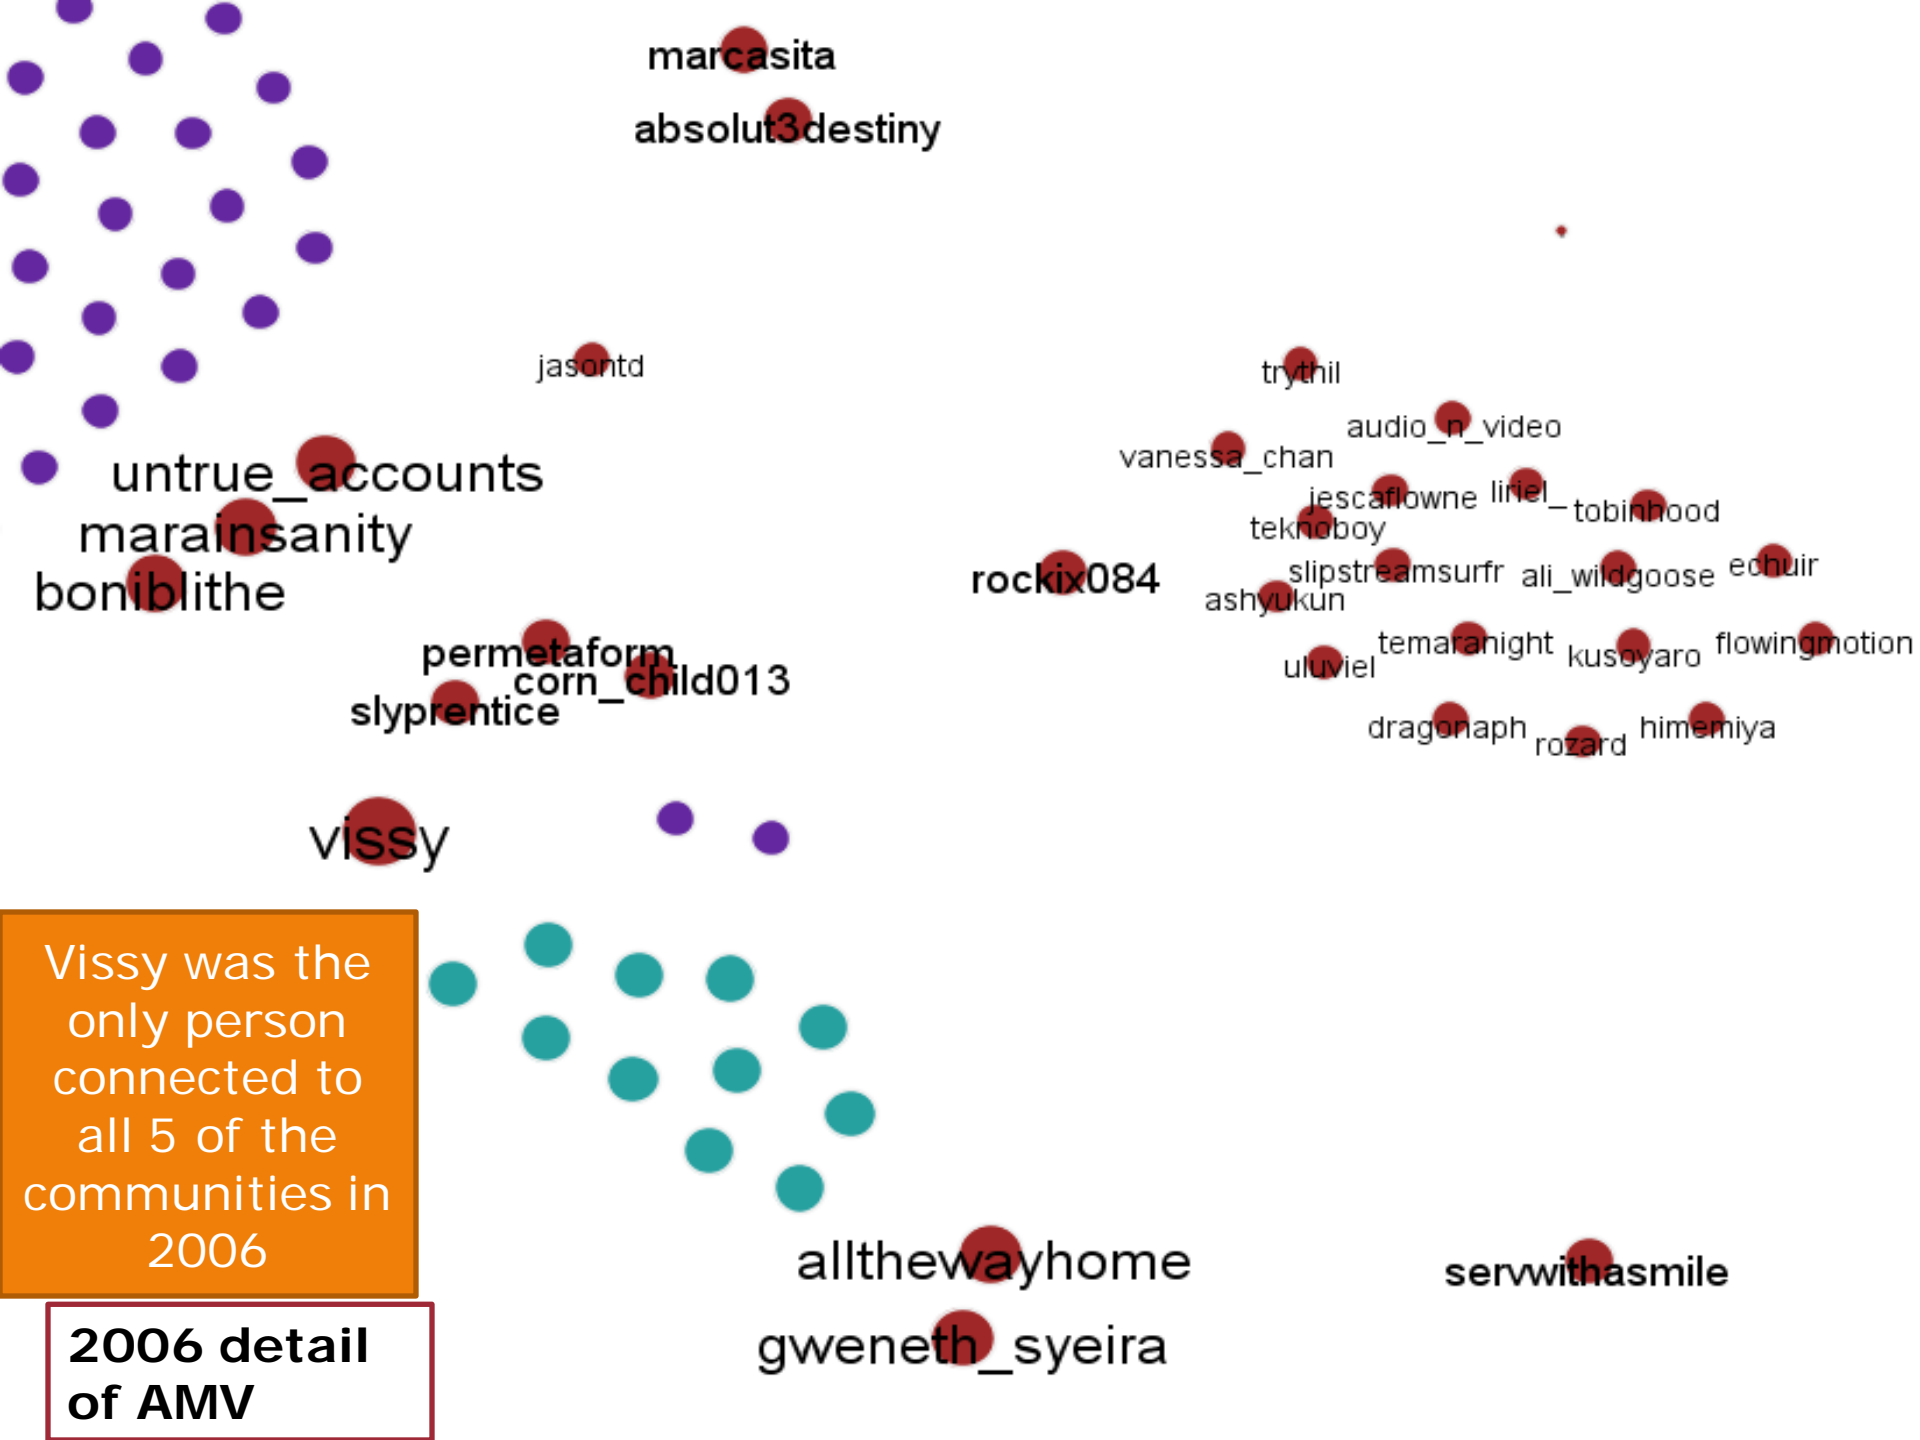 marcasita
absolut3destiny
jasontd
trythil
audio_n_video
vanessa_chan
jescaflowne
liriel_
tobinhood
teknoboy
untrue_accounts
marainsanity
boniblithe
rockix084
slipstreamsurfr
ali_wildgoose
echuir
ashyukun
permetaform
corn_child013
slyprentice
temaranight
kusoyaro
flowingmotion
uluviel
dragonaph
rozard
himemiya
vissy
Vissy was the
only person
connected to
all 5 of the
communities in
2006
allthewayhome
servwithasmile
gweneth_syeira
2006 detail
of AMV